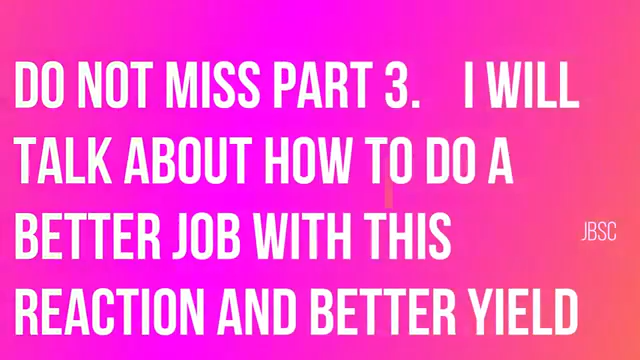 DO NOT MISS PART 3. I WILL
TALK ABOUT HOW TO DO A
BETTER JOB WITH THIS
JBSC
REACTION AND BETTER YIELD